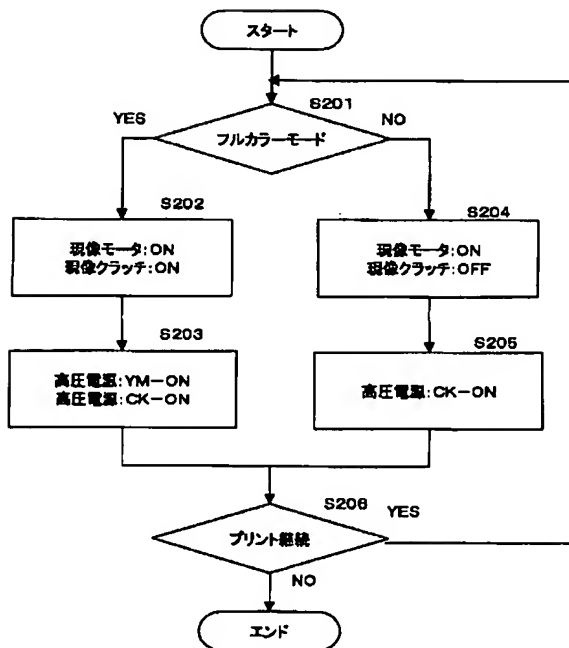 スタート
S201
YES
NO
フルカラーモード
S202
S204
現像モータ:ON
現像クラッチ:ON
現像モータ:ON
現像クラッチ:OFF
S203
S205
高圧電源:YM-ON
高圧電源:CK-ON
高圧電源:CK-ON
S206
YES
プリント継続
NO
エンド